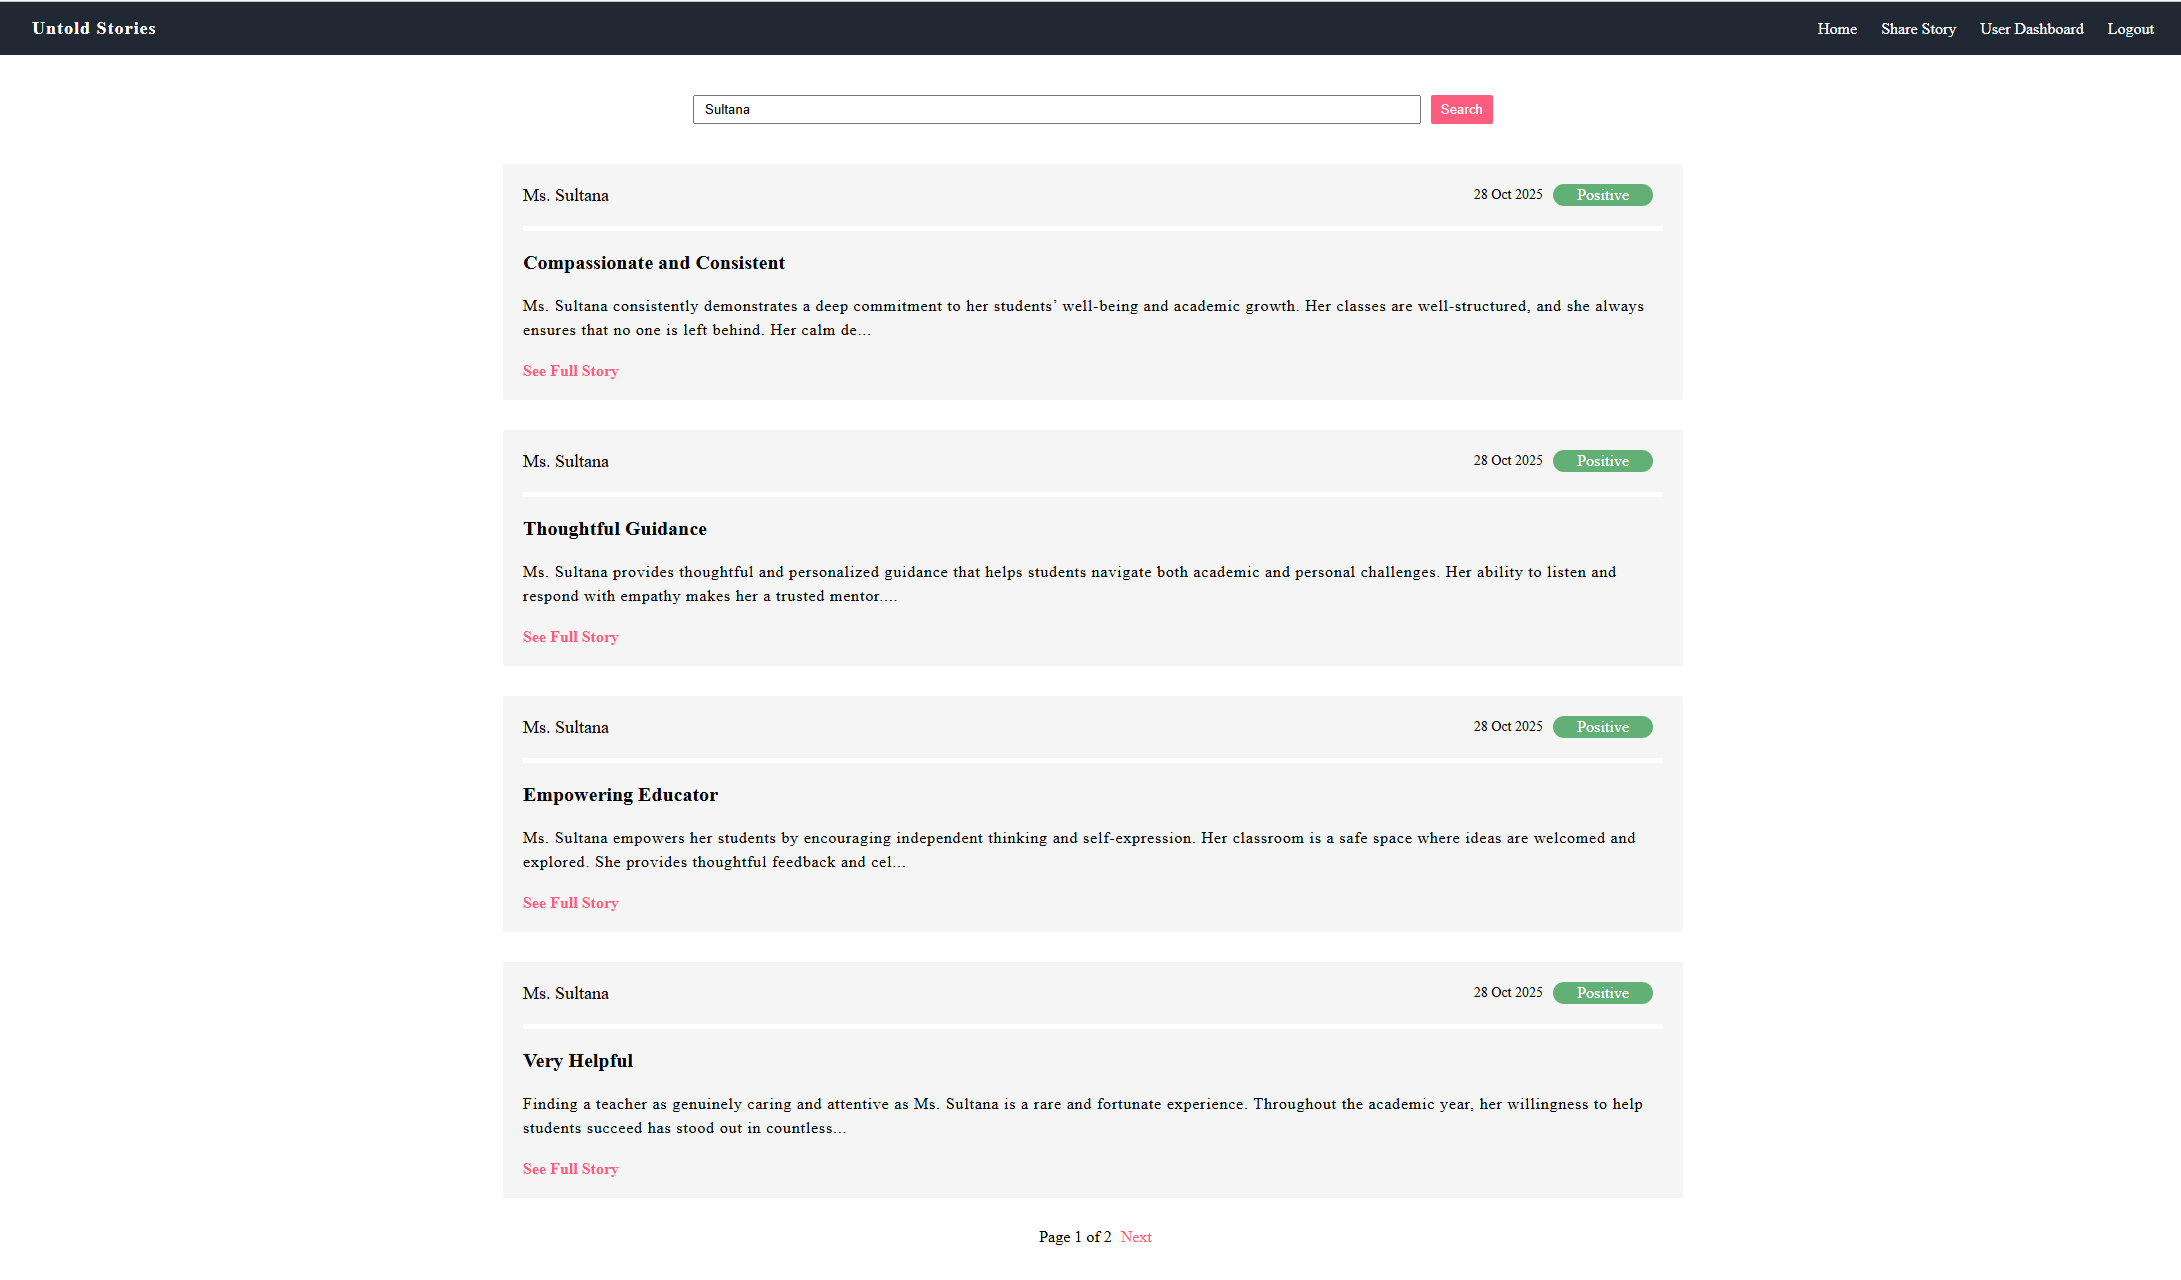 Untold Stories
Home Share Story User Dashboard Logout
Sultana Search
Ms. Sultana 28 Oct 2025 Positive
Compassionate and Consistent
Ms. Sultana consistently demonstrates a deep commitment to her students’ well-being and academic growth. Her classes are well-structured, and she always
ensures that no one is left behind. Her calm de...
See Full Story
Ms. Sultana 28 Oct 2025 Positive
Thoughtful Guidance
Ms. Sultana provides thoughtful and personalized guidance that helps students navigate both academic and personal challenges. Her ability to listen and
respond with empathy makes her a trusted mentor....
See Full Story
Ms. Sultana 28 Oct 2025 Positive
Empowering Educator
Ms. Sultana empowers her students by encouraging independent thinking and self-expression. Her classroom is a safe space where ideas are welcomed and
explored. She provides thoughtful feedback and cel...
See Full Story
Ms. Sultana 28 Oct 2025 Positive
Very Helpful
Finding a teacher as genuinely caring and attentive as Ms. Sultana is a rare and fortunate experience. Throughout the academic year, her willingness to help
students succeed has stood out in countless...
See Full Story
Page 1 of 2 Next